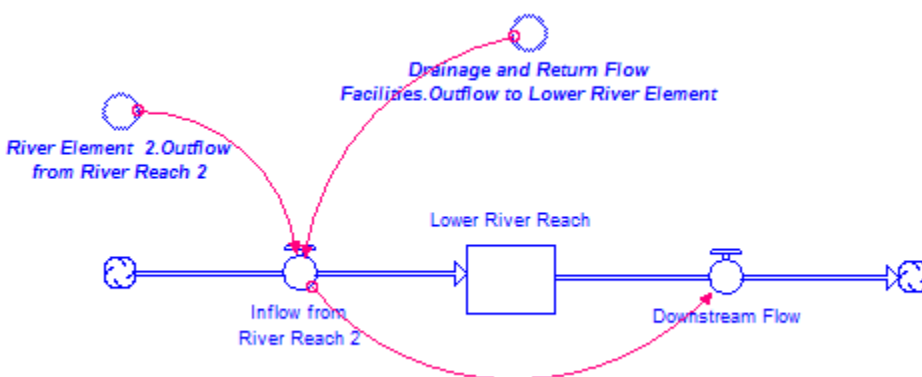 Drainage and Return Flow
Facilities.Outflow to Lower River Element
River Element 2.Outflow
from River Reach 2
Lower River Reach
Inflow from
River Reach 2
Downstream Flow